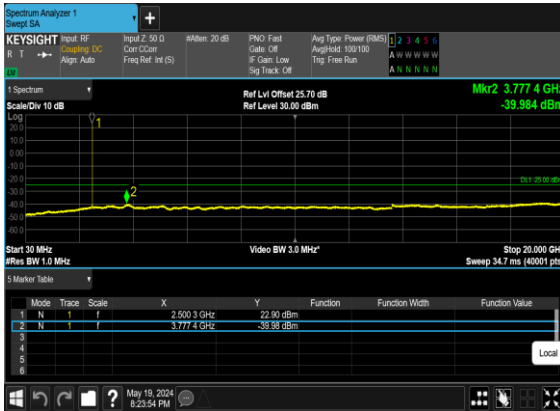 Spectrum Analyzer 1
Swept SA
+
KEYSIGHT Input: RF Input Z: 50 Ω #Atten: 20 dB PNO: Fast Avg Type: Power (RMS) 1 2 3 4 5 6
R T Coupling: DC Corr CCorr Gate: Off Avg|Hold: 100/100 A W W W W W
Align: Auto Freq Ref: Int (S) IF Gain: Low Trig: Free Run
Sig Track: Off A N N N N N
1 Spectrum
Scale/Div 10 dB
Ref Lvl Offset 25.70 dB
Ref Level 30.00 dBm
Mkr2 3.777 4 GHz
-39.984 dBm
Log
20.0
10.0
0.00
-10.0
-20.0
-30.0
-40.0
-50.0
-60.0
1
2
DL1 -25.00 dBm
Start 30 MHz Video BW 3.0 MHz* Stop 20.000 GHz
#Res BW 1.0 MHz Sweep 34.7 ms (40001 pts)
5 Marker Table
Mode Trace Scale X Y Function Function Width Function Value
1 N 1 f 2.500 3 GHz 22.90 dBm
2 N 1 f 3.777 4 GHz -39.98 dBm
3
4
5
6
Local
?
May 19, 2024
8:23:54 PM